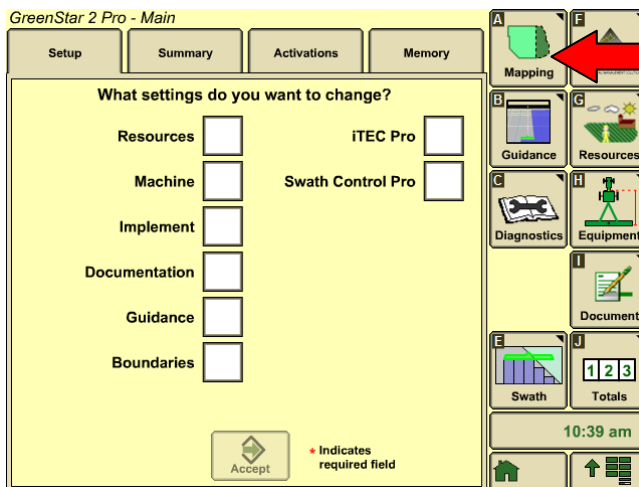 GreenStar 2 Pro - Main
Setup
Summary
Activations
Memory
What settings do you want to change?
Resources
iTEC Pro
Machine
Swath Control Pro
Implement
Documentation
Guidance
Boundaries
Accept
* Indicates
required field
A
F
Mapping
B
G
Guidance
Resources
C
H
Diagnostics
Equipment
I
Document
E
J
1 2 3
Swath
Totals
10:39 am